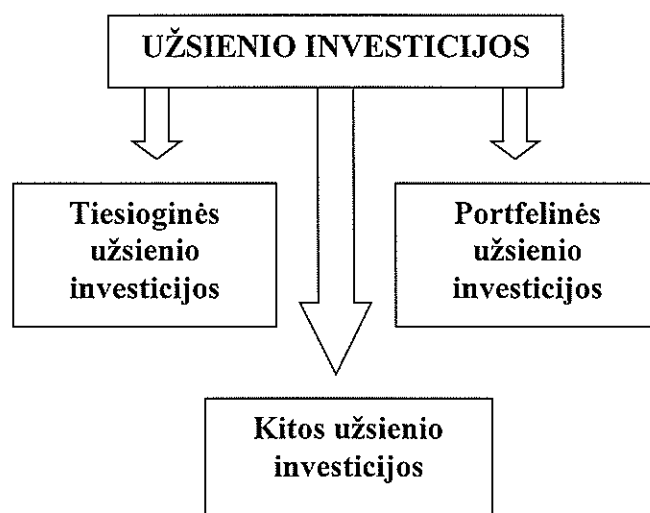 UŽSIENIO INVESTICIJOS
Tiesioginės
užsienio
investicijos
Portfelinės
užsienio
investicijos
Kitos užsienio
investicijos